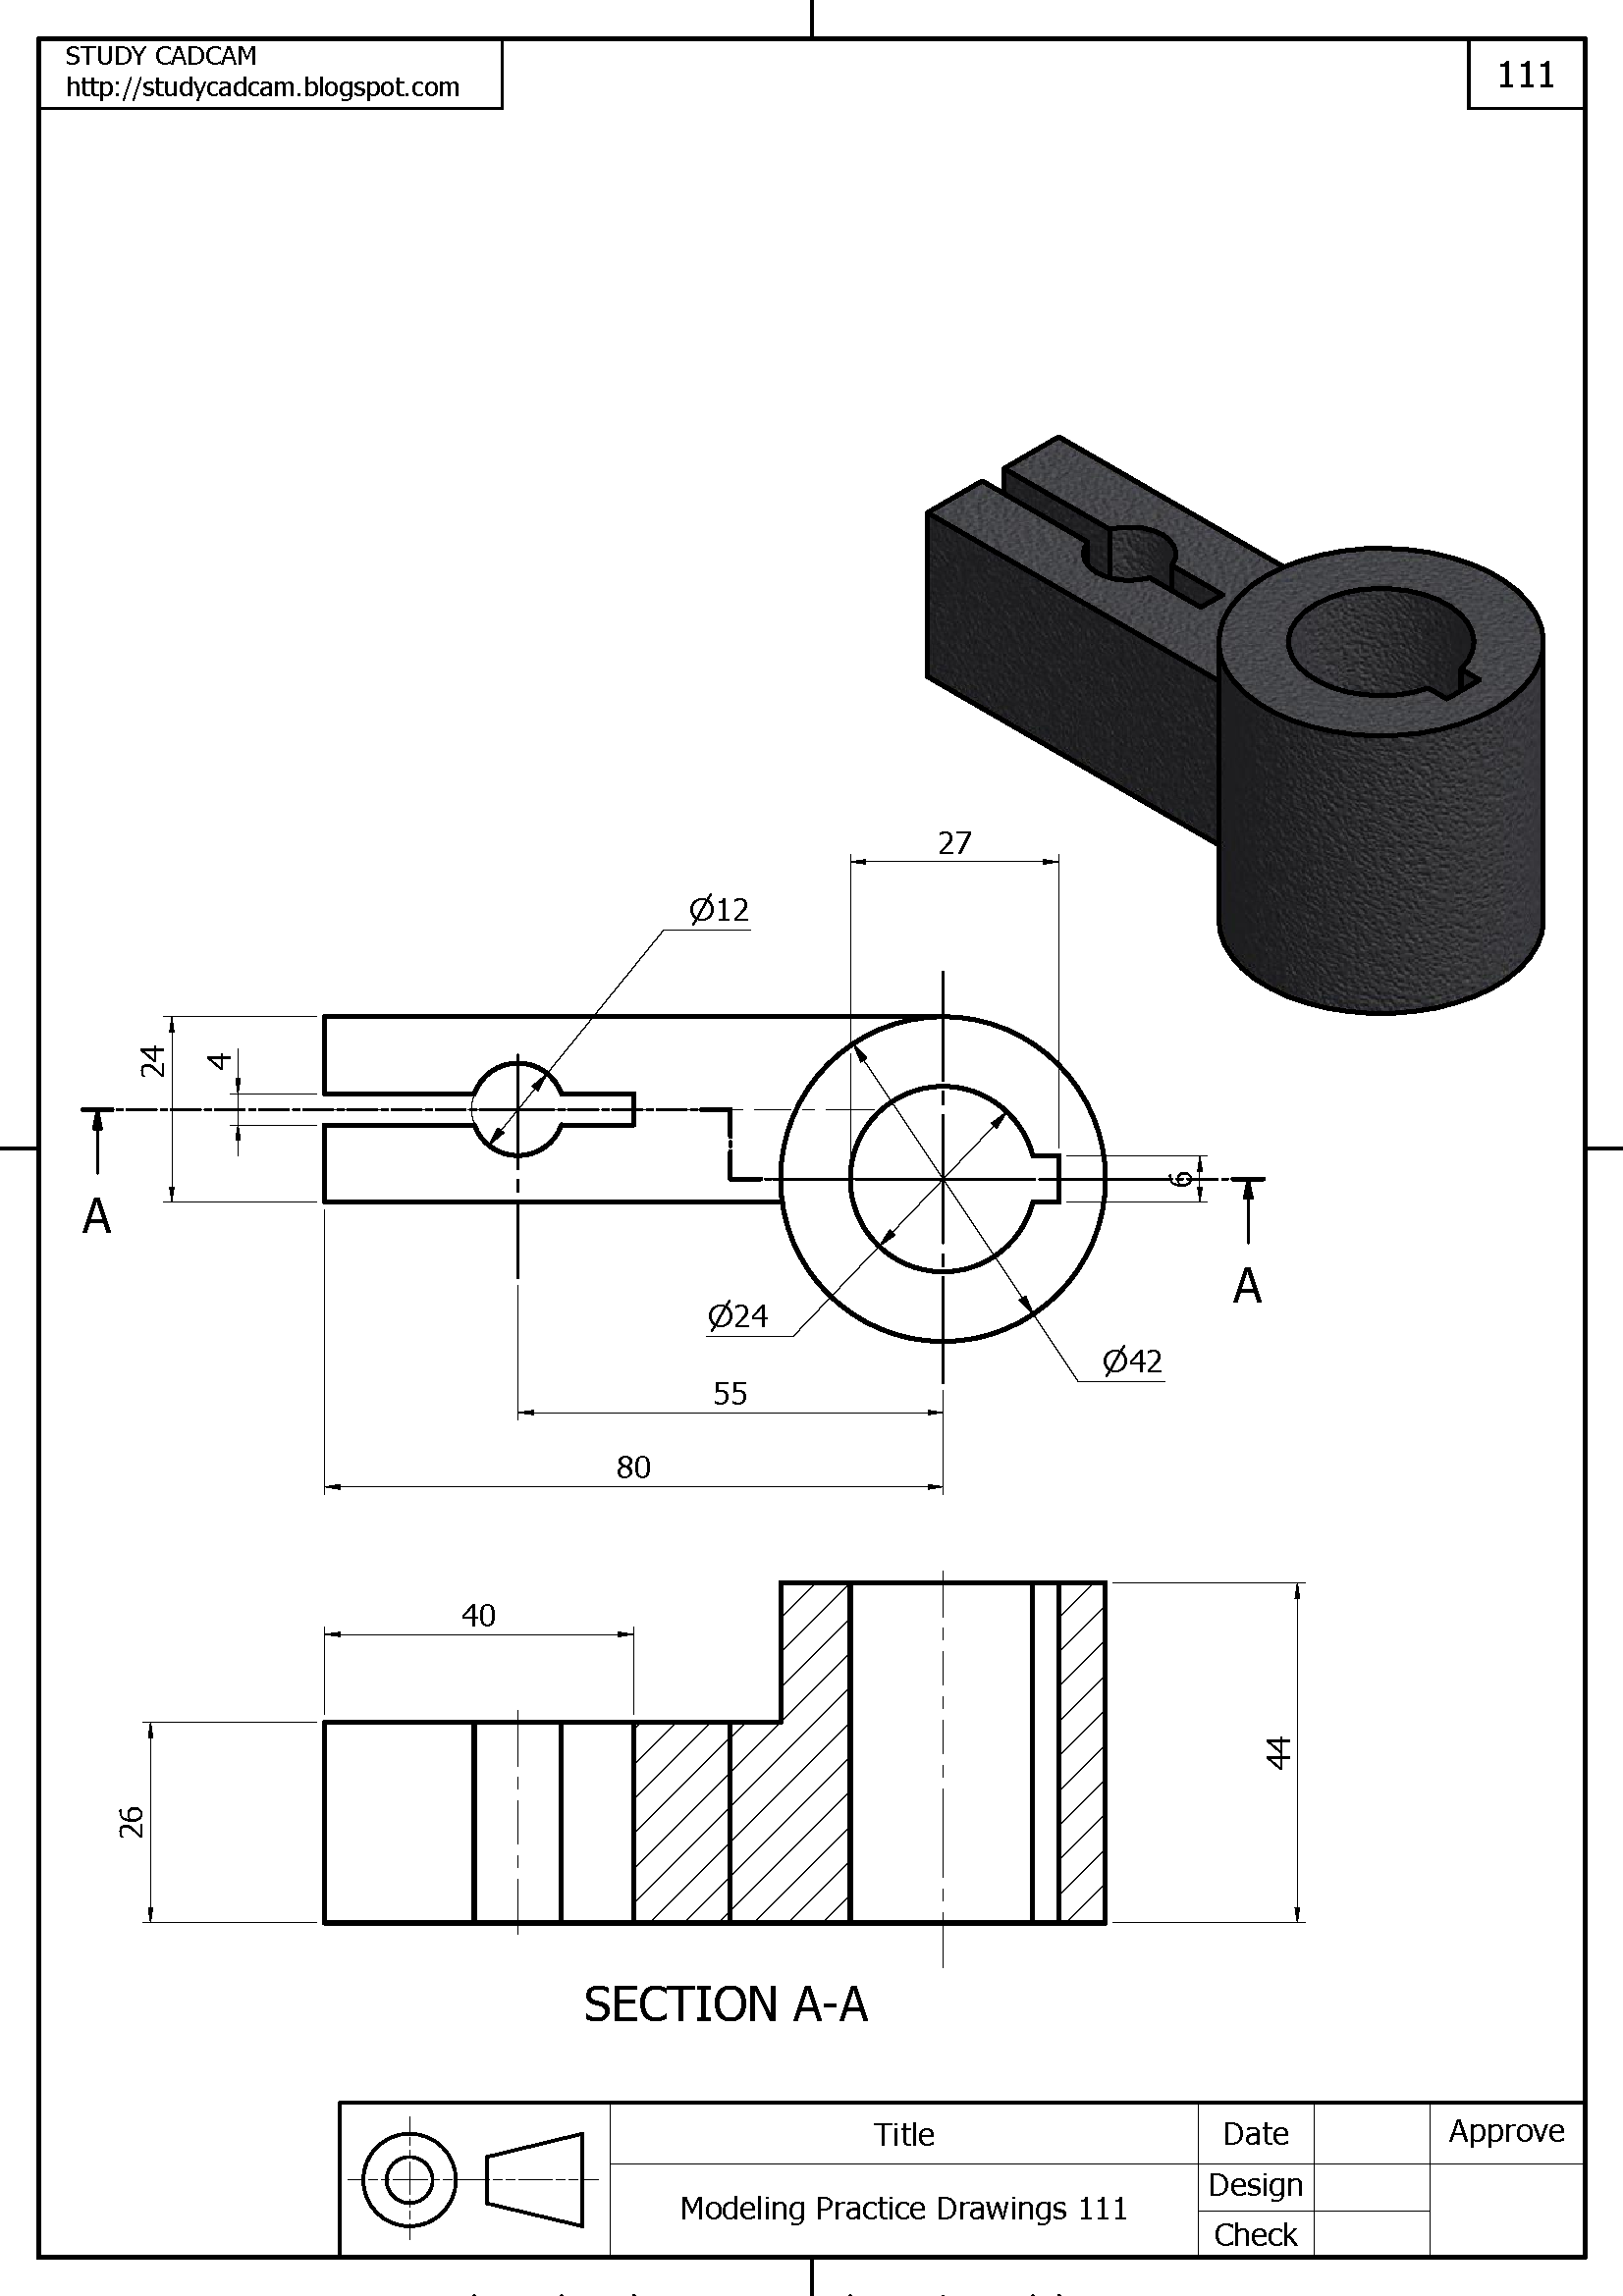 STUDY CADCAM
http://studycadcam.blogspot.com
111
27
Ø12
24
4
6
A
A
Ø24
Ø42
55
80
40
26
44
SECTION A-A
Title
Date
Approve
Modeling Practice Drawings 111
Design
Check